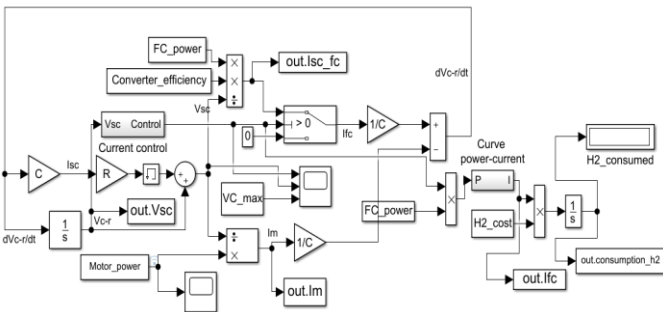 FC_power
out.Isc_fc
dVc-r/dt
Converter_efficiency
Vsc
Vsc Control
> 0
1/C
Ifc
0
Current control
Curve
power-current
H2_consumed
C
Isc
R
VC_max
P I
FC_power
1
s
Vc-r
out.Vsc
H2_cost
1
s
dVc-r/dt
Im
1/C
Motor_power
out.Im
out.Ifc
out.consumption_h2